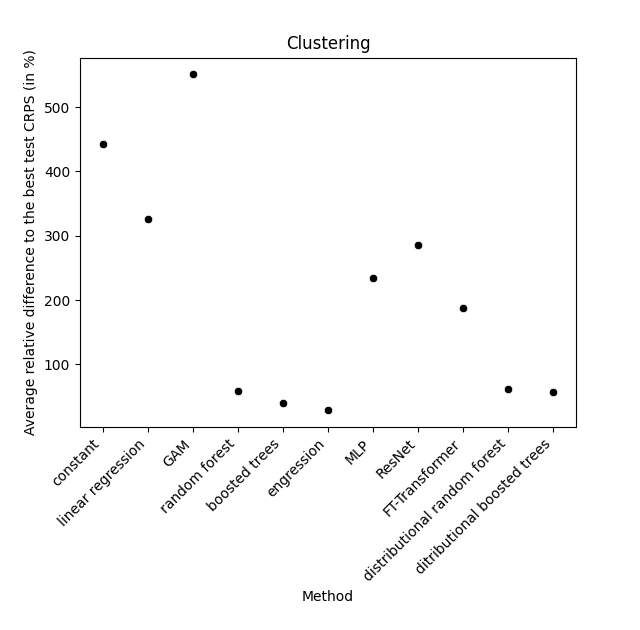 Clustering
Average relative difference to the best test CRPS (in %)
500
400
300
200
100
constant
linear regression
GAM
random forest
boosted trees
engression
MLP
ResNet
FT-Transformer
distributional random forest
ditributional boosted trees
Method